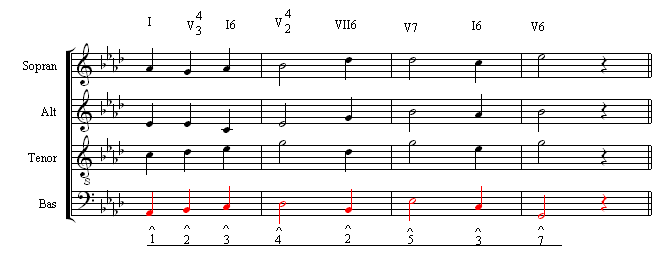 I V4/3 I6 V4/2 VII6 V7 I6 V6
Sopran
Alt
Tenor
8
Bas
^ ^ ^ ^ ^ ^ ^ ^
1 2 3 4 2 5 3 7